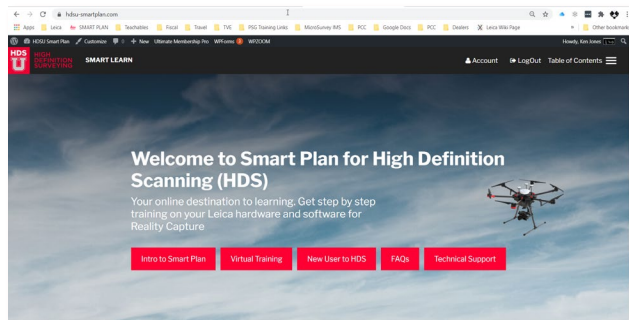 hdsu-smartplan.com
Apps Leica SMART PLAN Teachables Fiscal Travel TVE PSG Training Links MicroSurvey IMS PCC Google Docs PCC Dealers Leica Wiki Page Other bookmarks
HDSU Smart Plan Customize 0 New Ultimate Membership Pro WPForms WPZOOM Howdy, Ken Jones
HDS HIGH
U DEFINITION
SURVEYING
SMART LEARN Account LogOut Table of Contents
Welcome to Smart Plan for High Definition
Scanning (HDS)
Your online destination to learning. Get step by step
training on your Leica hardware and software for
Reality Capture
Intro to Smart Plan Virtual Training New User to HDS FAQs Technical Support